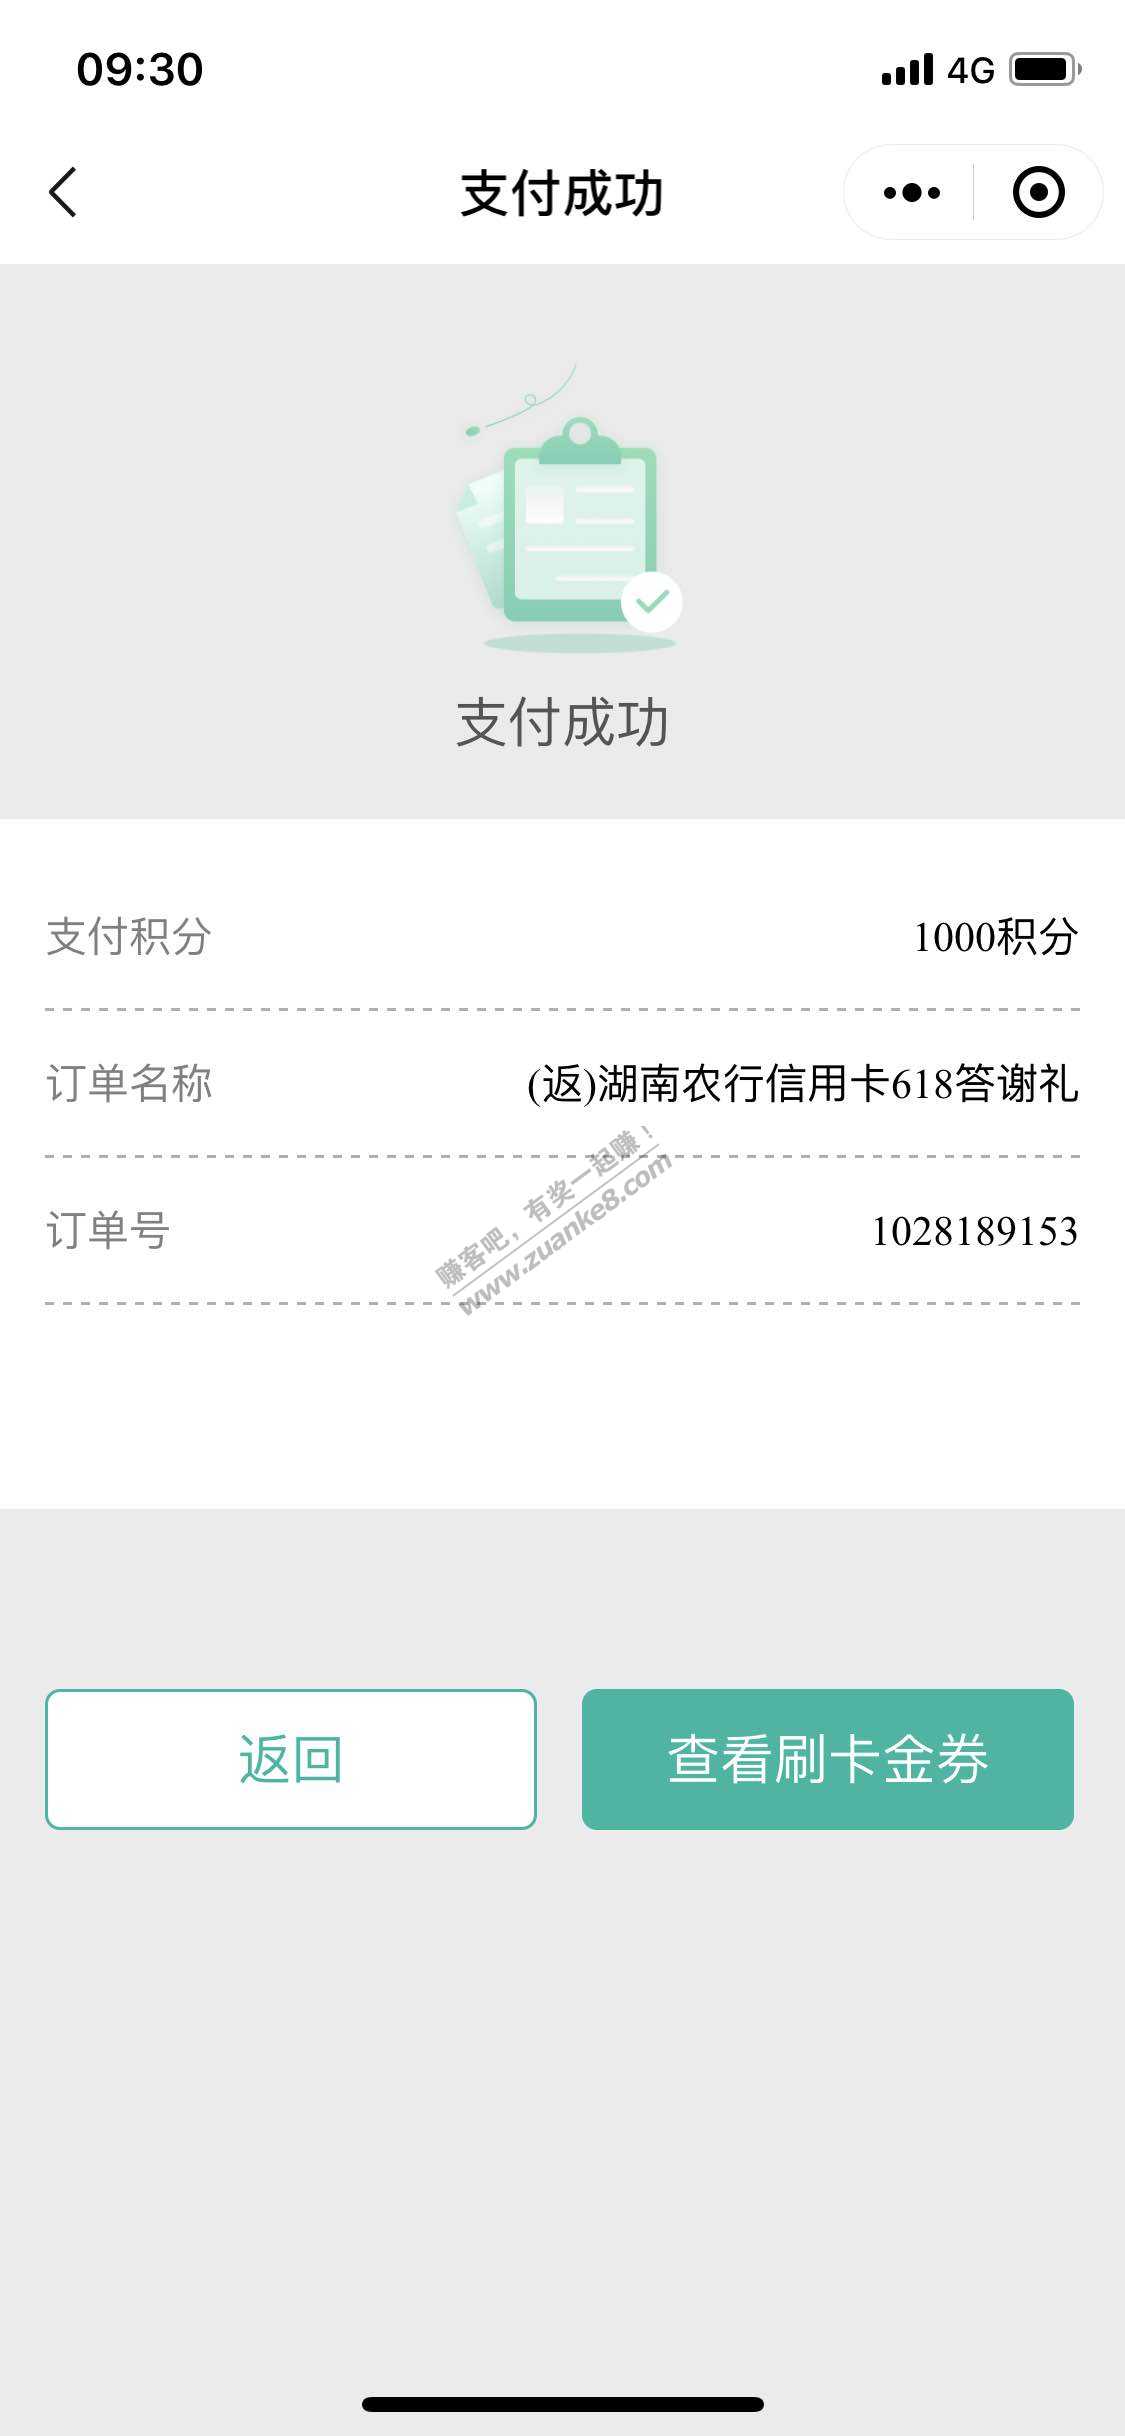 09:30
4G
支付成功
支付成功
支付积分 1000积分
订单名称 (返)湖南农行信用卡618答谢礼
订单号 1028189153
赚客吧，有奖一起赚！
www.zuanke8.com
返回 查看刷卡金券